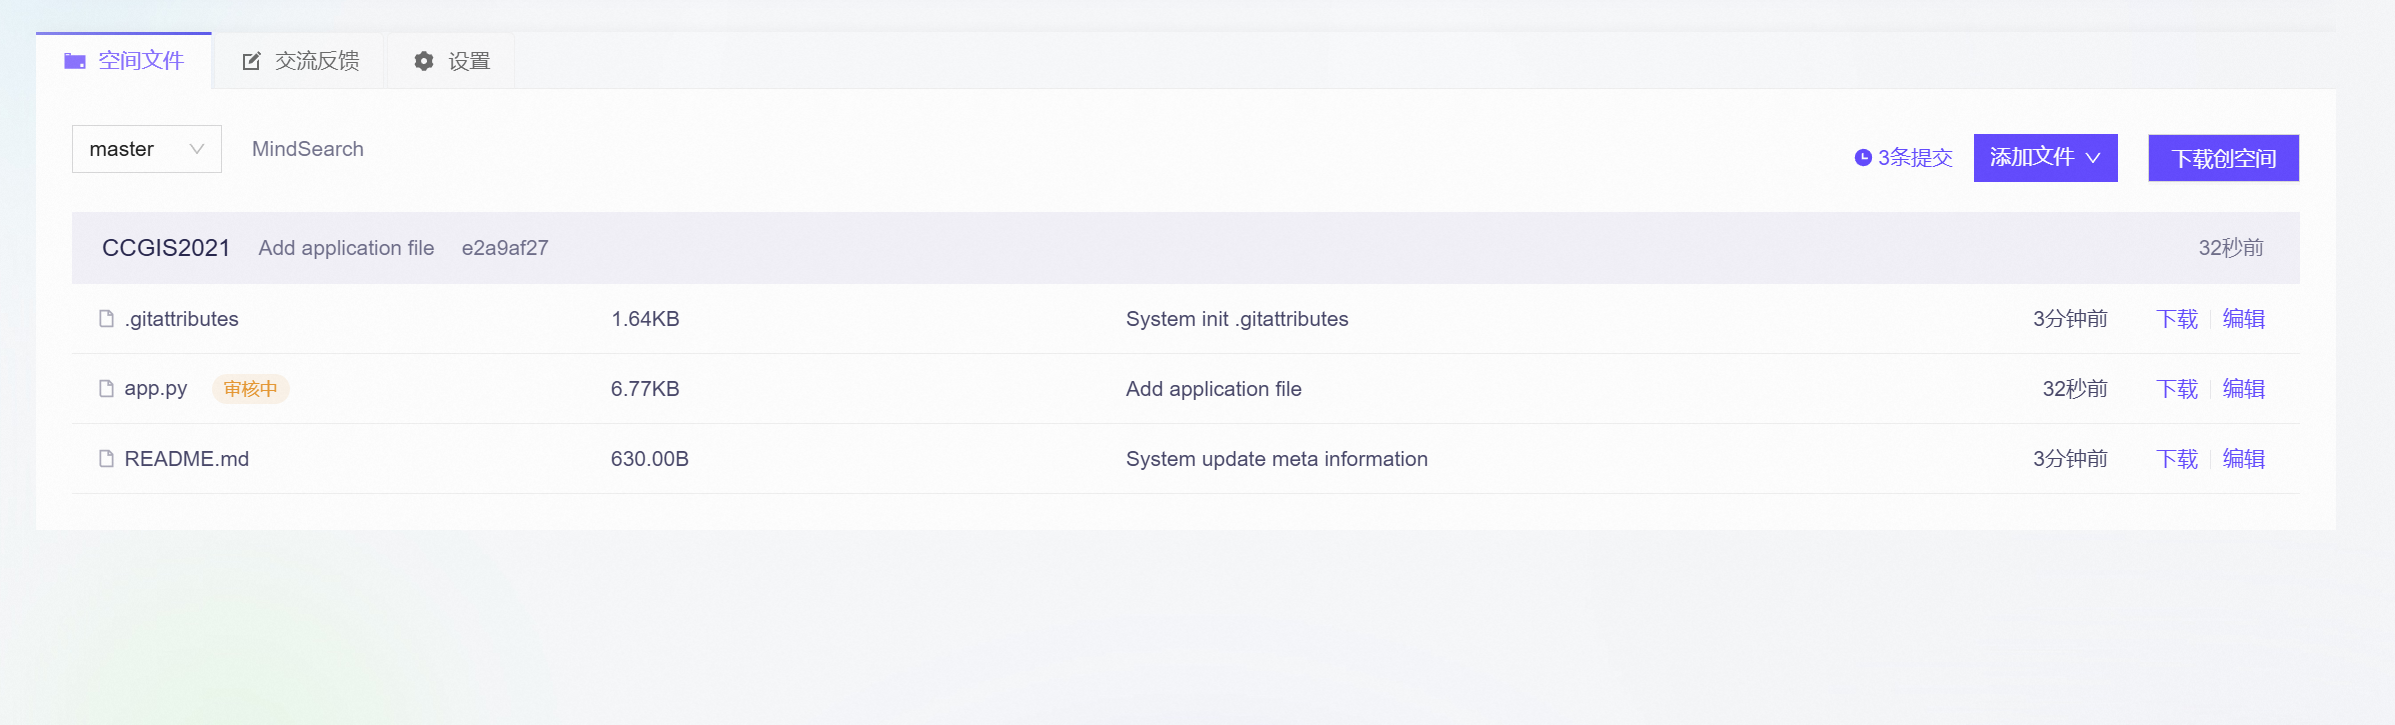 空间文件 交流反馈 设置
master MindSearch 3条提交 添加文件 下载创空间
CCGIS2021 Add application file e2a9af27 32秒前
.gitattributes 1.64KB System init .gitattributes 3分钟前 下载 编辑
app.py 审核中 6.77KB Add application file 32秒前 下载 编辑
README.md 630.00B System update meta information 3分钟前 下载 编辑